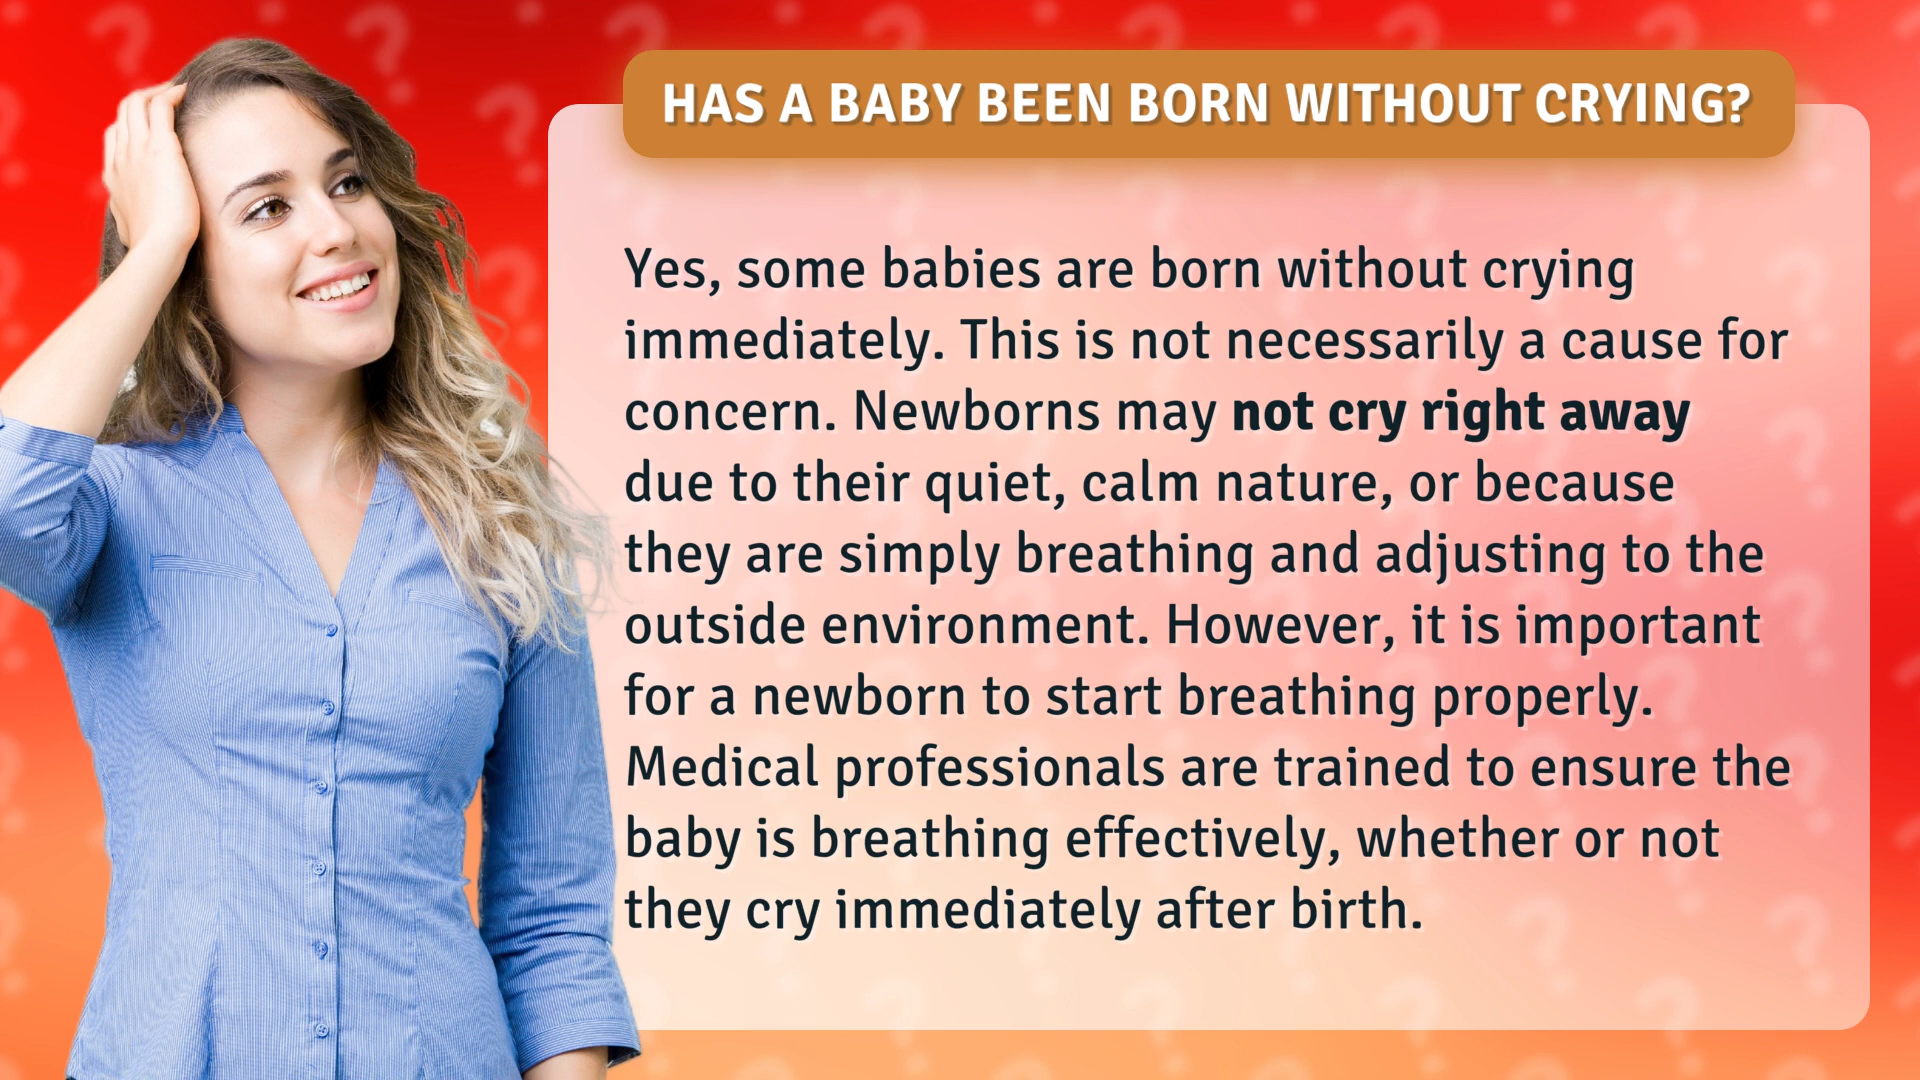 HAS A BABY BEEN BORN WITHOUT CRYING?
Yes, some babies are born without crying
immediately. This is not necessarily a cause for
concern. Newborns may not cry right away
due to their quiet, calm nature, or because
they are simply breathing and adjusting to the
outside environment. However, it is important
for a newborn to start breathing properly.
Medical professionals are trained to ensure the
baby is breathing effectively, whether or not
they cry immediately after birth.